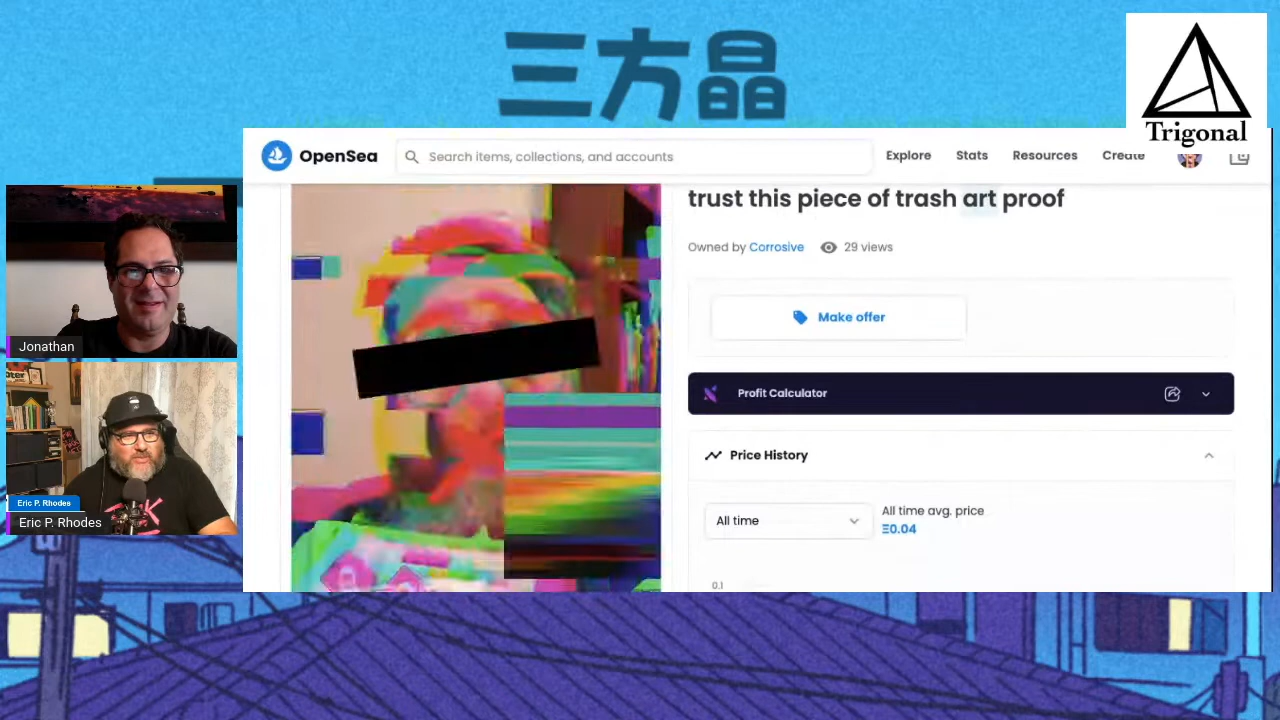 三方晶
Trigonal
OpenSea
Search items, collections, and accounts
Explore
Stats
Resources
Create
trust this piece of trash art proof
Owned by Corrosive
29 views
Make offer
Profit Calculator
Price History
All time
All time avg. price
Ξ0.04
0.1
Jonathan
Eric P. Rhodes
Eric P. Rhodes